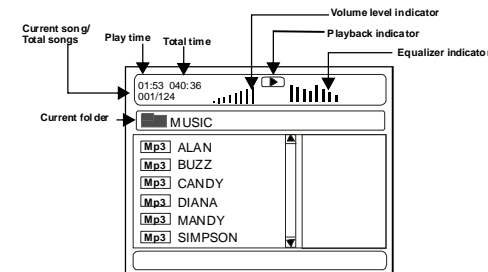 Volume level indicator
Current song/
Total songs
Play time
Total time
Playback indicator
Equalizer indicator
01:53 040:36
001/124
Current folder
MUSIC
Mp3 ALAN
Mp3 BUZZ
Mp3 CANDY
Mp3 DIANA
Mp3 MANDY
Mp3 SIMPSON